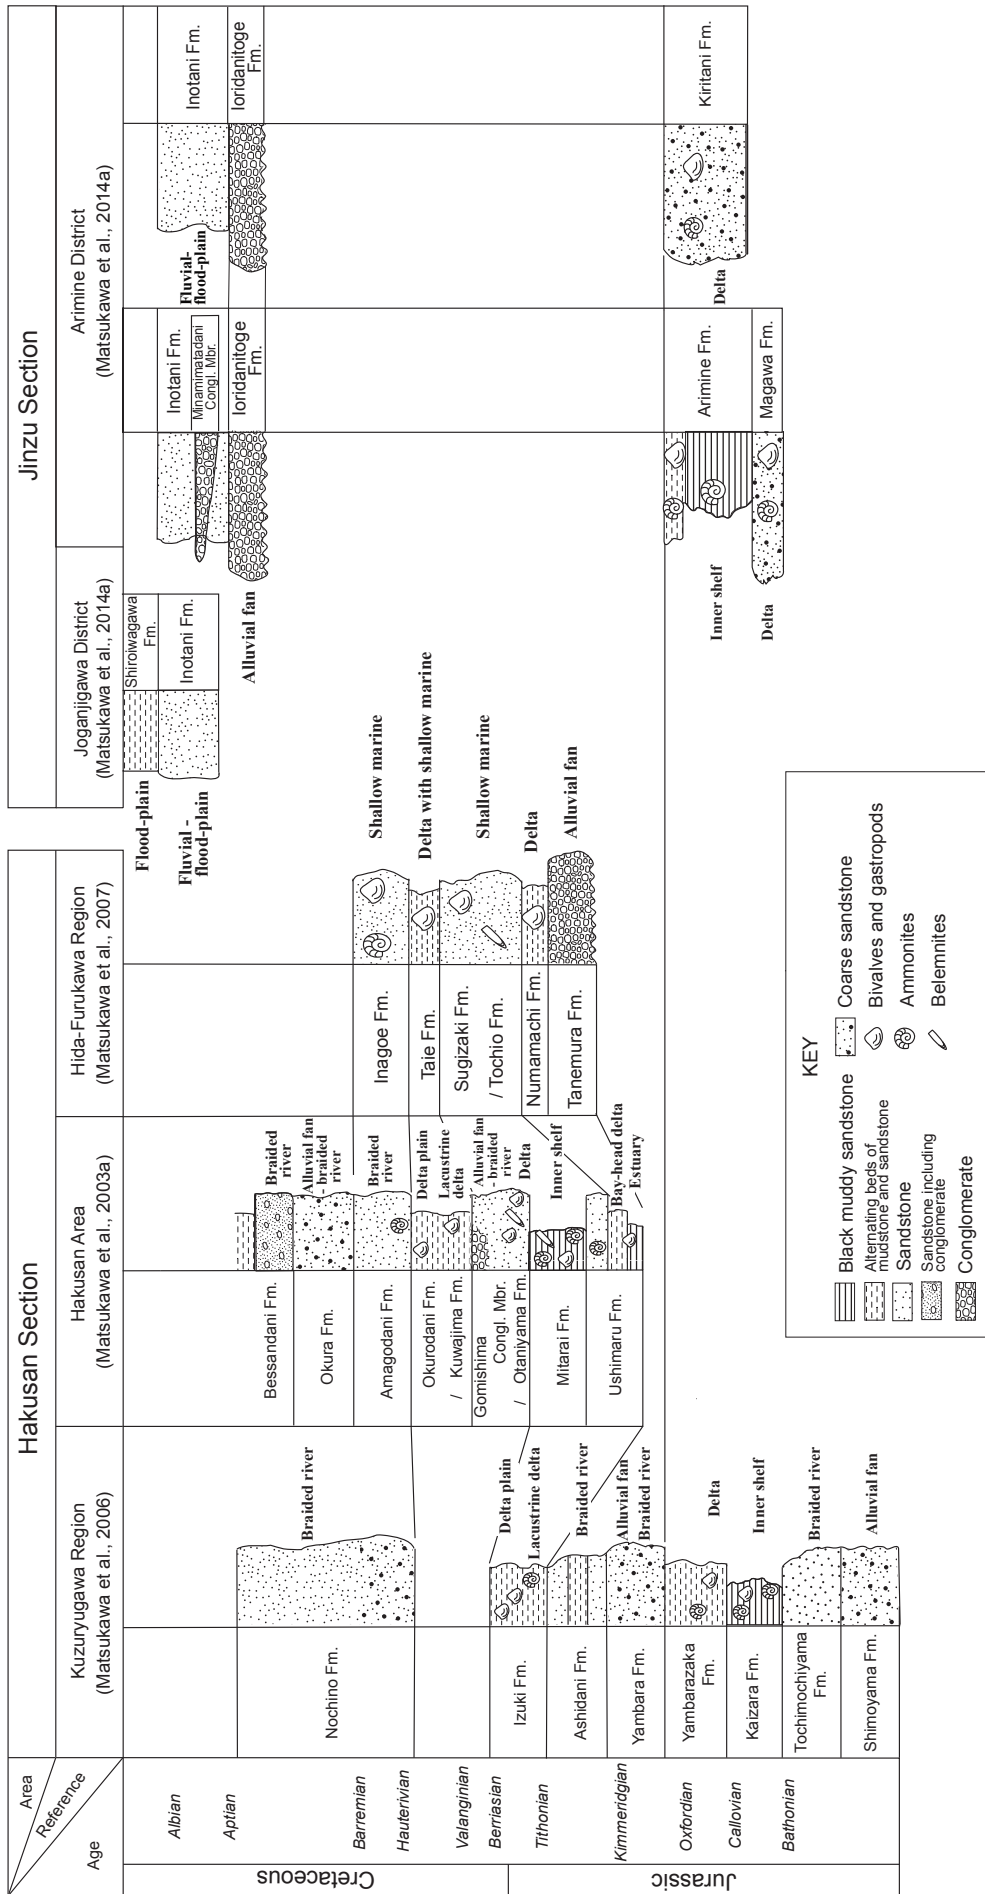 Area
Reference
Age
Hakusan Section
Jinzu Section
Kuzuryugawa Region
(Matsukawa et al., 2006)
Hakusan Area
(Matsukawa et al., 2003a)
Hida-Furukawa Region
(Matsukawa et al., 2007)
Joganjigawa District
(Matsukawa et al., 2014a)
Arimine District
(Matsukawa et al., 2014a)
Cretaceous
Jurassic
Albian
Aptian
Barremian
Hauterivian
Valanginian
Berriasian
Tithonian
Kimmeridgian
Oxfordian
Callovian
Bathonian
Nochino Fm.
Izuki Fm.
Ashidani Fm.
Yambara Fm.
Yambarazaka
Fm.
Kaizara Fm.
Tochimochiyama
Fm.
Shimoyama Fm.
Braided river
Delta plain
Lacustrine delta
Braided river
Alluvial fan
Braided river
Delta
Inner shelf
Braided river
Alluvial fan
Bessandani Fm.
Okura Fm.
Amagodani Fm.
Okurodani Fm.
/ Kuwajima Fm.
Gomishima
Congl. Mbr.
/ Otaniyama Fm.
Mitarai Fm.
Ushimaru Fm.
Braided
river
Alluvial fan
- braided
river
Braided
river
Delta plain
Lacustrine
delta
Alluvial fan
- braided
river
Delta
Inner shelf
Bay-head delta
Estuary
Inagoe Fm.
Taie Fm.
Sugizaki Fm.
/ Tochio Fm.
Numamachi Fm.
Tanemura Fm.
Shallow marine
Delta with shallow marine
Shallow marine
Delta
Alluvial fan
Flood-plain
Fluvial -
flood-plain
Shiroiwagawa
Fm.
Inotani Fm.
Alluvial fan
Inner shelf
Delta
Inotani Fm.
Minamimatadani
Congl. Mbr.
Ioridanitoge
Fm.
Arimine Fm.
Magawa Fm.
Fluvial-
flood-plain
Delta
Inotani Fm.
Ioridanitoge
Fm.
Kiritani Fm.
KEY
Black muddy sandstone
Alternating beds of
mudstone and sandstone
Sandstone
Sandstone including
conglomerate
Conglomerate
Coarse sandstone
Bivalves and gastropods
Ammonites
Belemnites